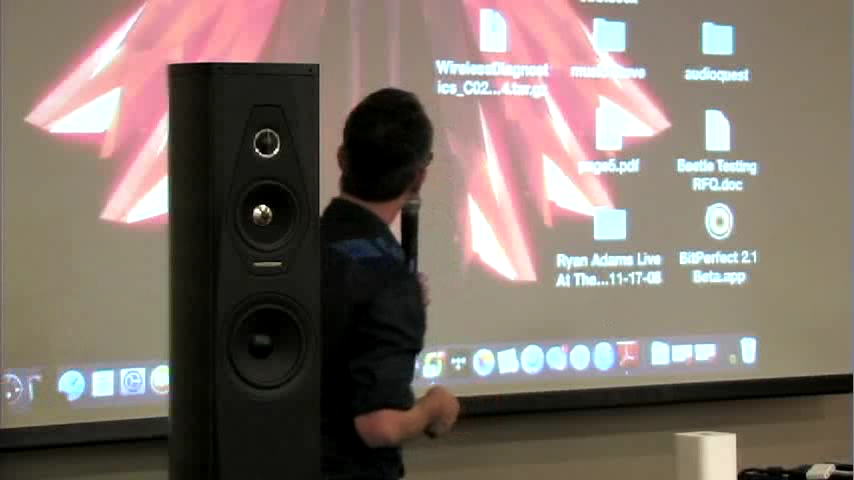 WirelessDiagnost
ics_C02...4.tar.gz
audioquest
page5.pdf
Beetle Testing
RFQ.doc
Ryan Adams Live
At The...11-17-06
BitPerfect 2.1
Beta.app